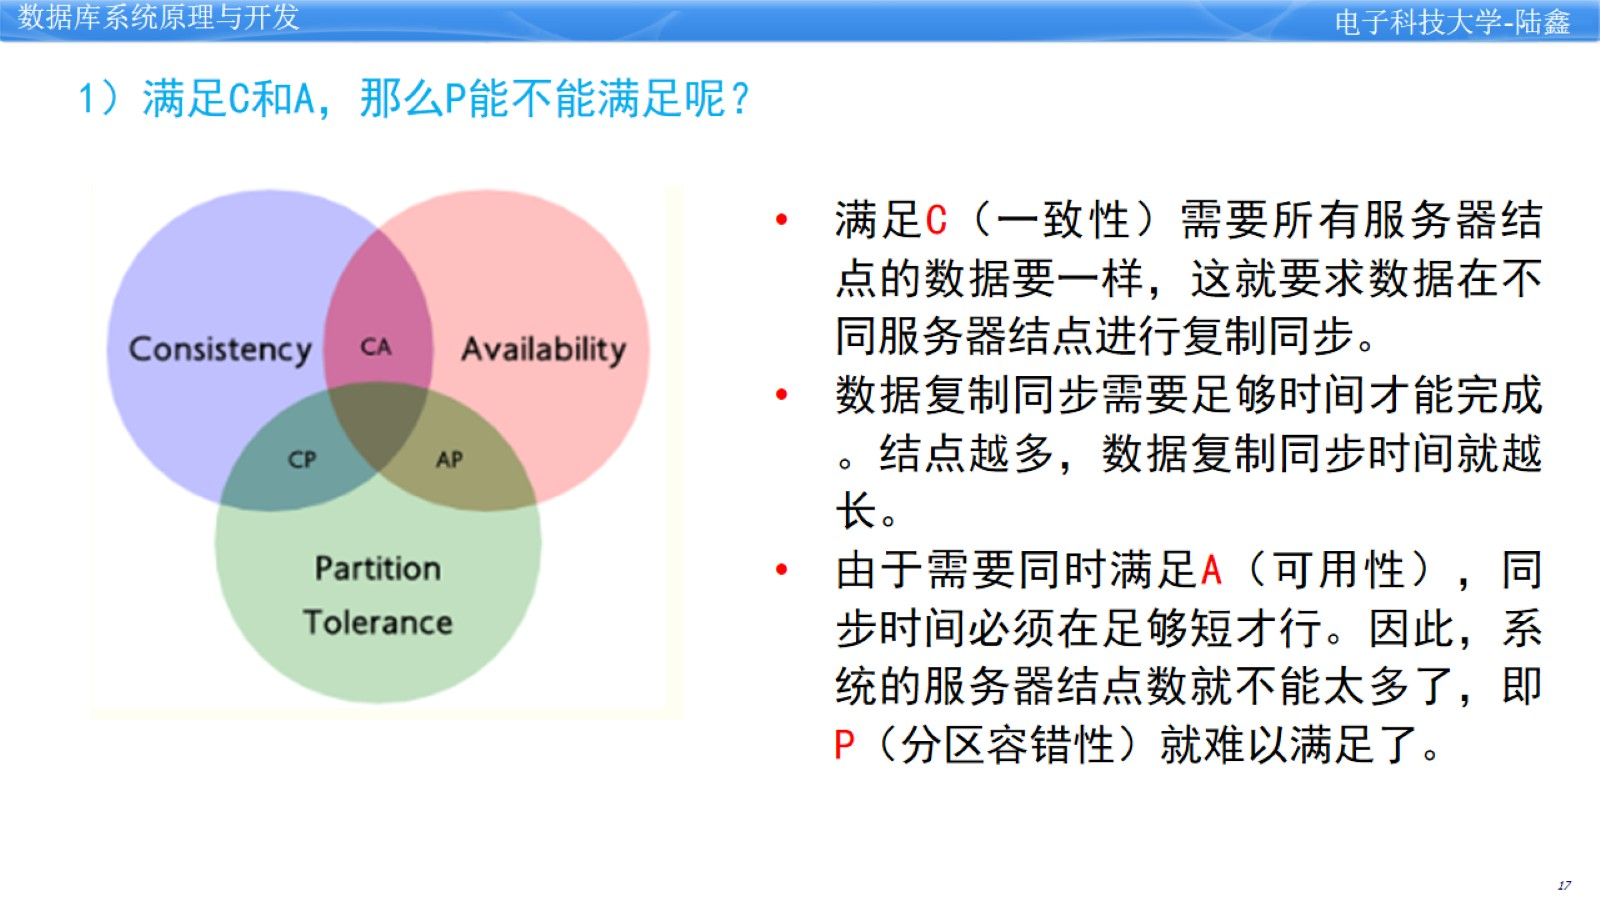 数据库系统原理与开发
电子科技大学-陆鑫
1）满足C和A，那么P能不能满足呢？
Consistency
CA
Availability
CP
AP
Partition
Tolerance
• 满足C（一致性）需要所有服务器结
点的数据要一样，这就要求数据在不
同服务器结点进行复制同步。
• 数据复制同步需要足够时间才能完成
。结点越多，数据复制同步时间就越
长。
• 由于需要同时满足A（可用性），同
步时间必须在足够短才行。因此，系
统的服务器结点数就不能太多了，即
P（分区容错性）就难以满足了。
17